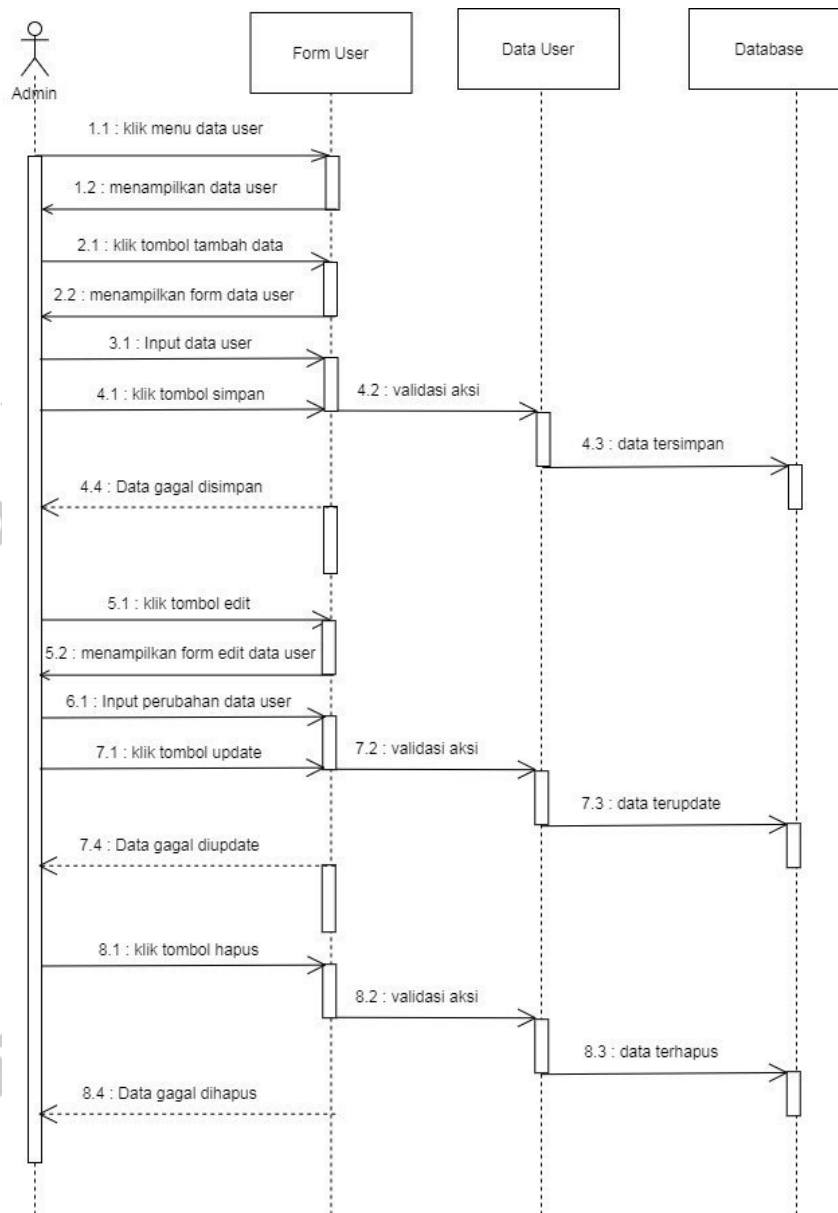 Admin
Form User
Data User
Database
1.1 : klik menu data user
1.2 : menampilkan data user
2.1 : klik tombol tambah data
2.2 : menampilkan form data user
3.1 : Input data user
4.1 : klik tombol simpan
4.2 : validasi aksi
4.3 : data tersimpan
4.4 : Data gagal disimpan
5.1 : klik tombol edit
5.2 : menampilkan form edit data user
6.1 : Input perubahan data user
7.1 : klik tombol update
7.2 : validasi aksi
7.3 : data terupdate
7.4 : Data gagal diupdate
8.1 : klik tombol hapus
8.2 : validasi aksi
8.3 : data terhapus
8.4 : Data gagal dihapus